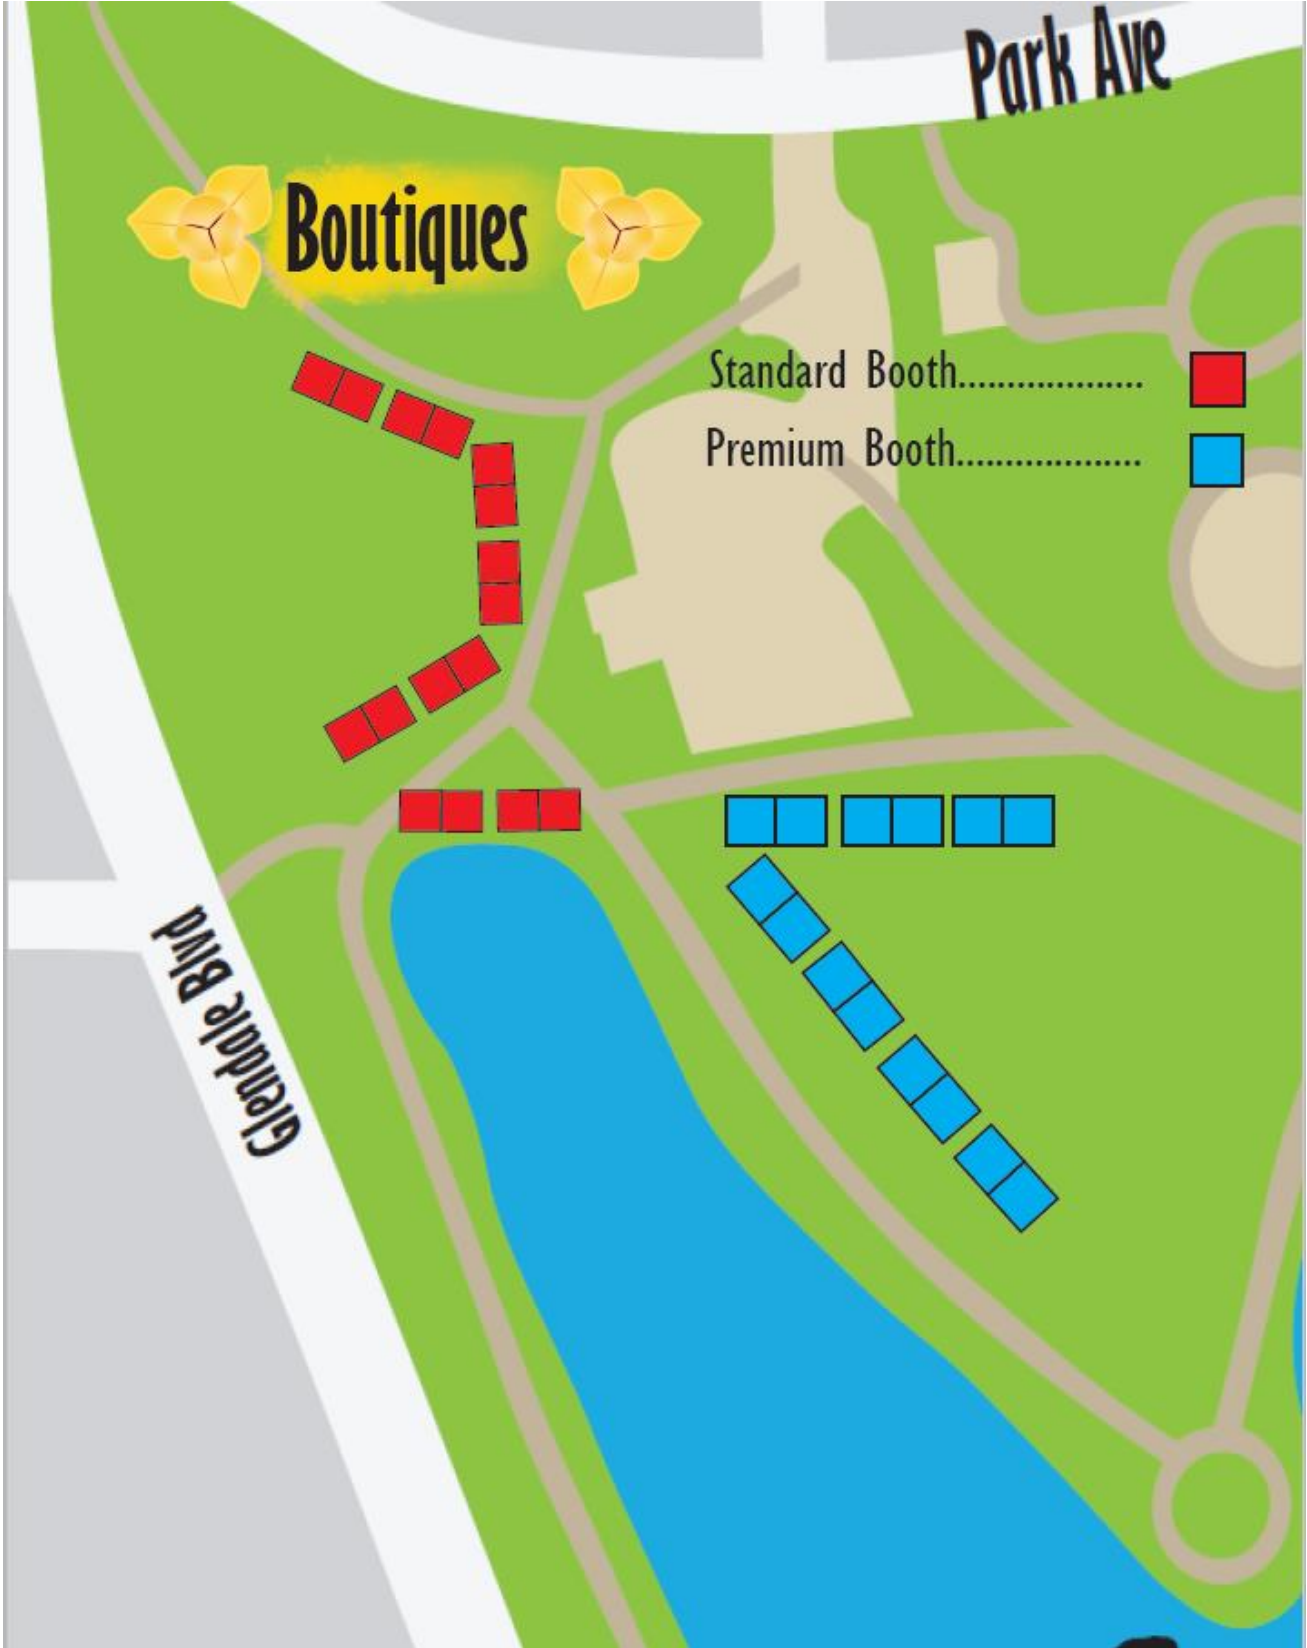 Park Ave
Boutiques
Standard Booth...................
Premium Booth...................
Glendale Blvd